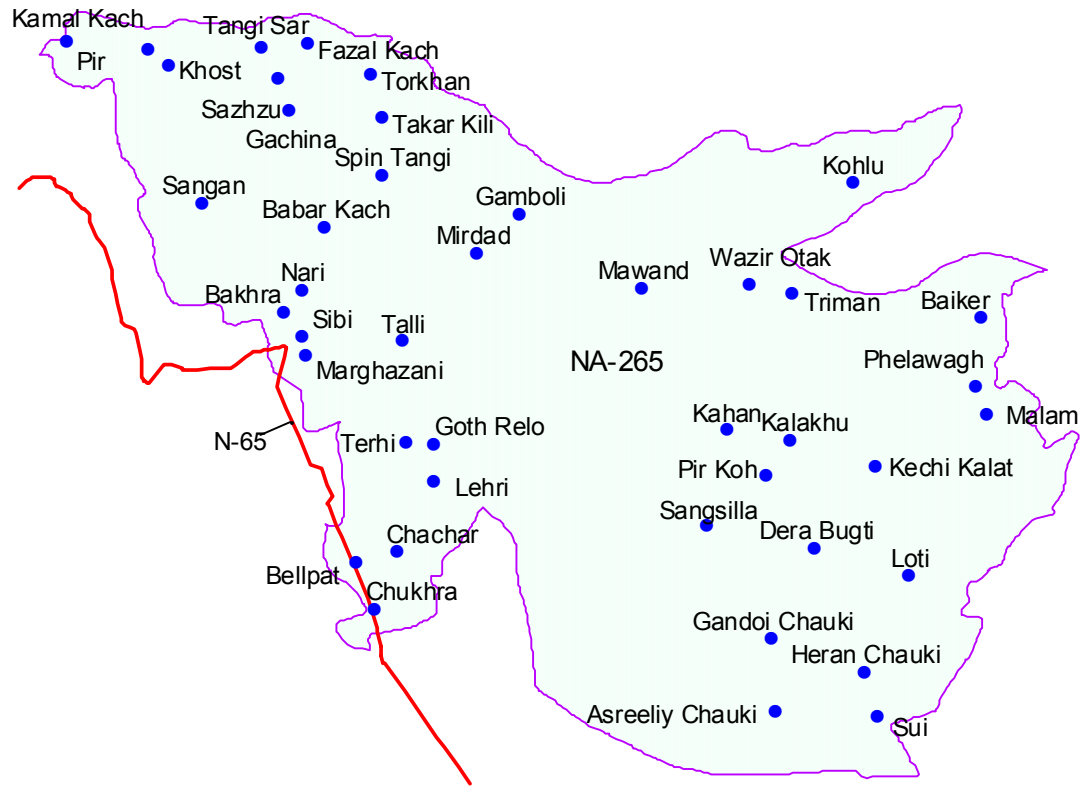 Kamal Kach
Tangi Sar
Fazal Kach
Pir
Khost
Torkhan
Sazhzu
Takar Kili
Gachina
Spin Tangi
Kohlu
Sangan
Gamboli
Babar Kach
Mirdad
Wazir Otak
Mawand
Nari
Bakhra
Triman
Baiker
Sibi
Talli
Marghazani
NA-265
Phelawagh
Kahan
Kalakhu
Malam
N-65
Terhi
Goth Relo
Pir Koh
Kechi Kalat
Lehri
Sangsilla
Dera Bugti
Chachar
Loti
Bellpat
Chukhra
Gandoi Chauki
Heran Chauki
Asreeliy Chauki
Sui